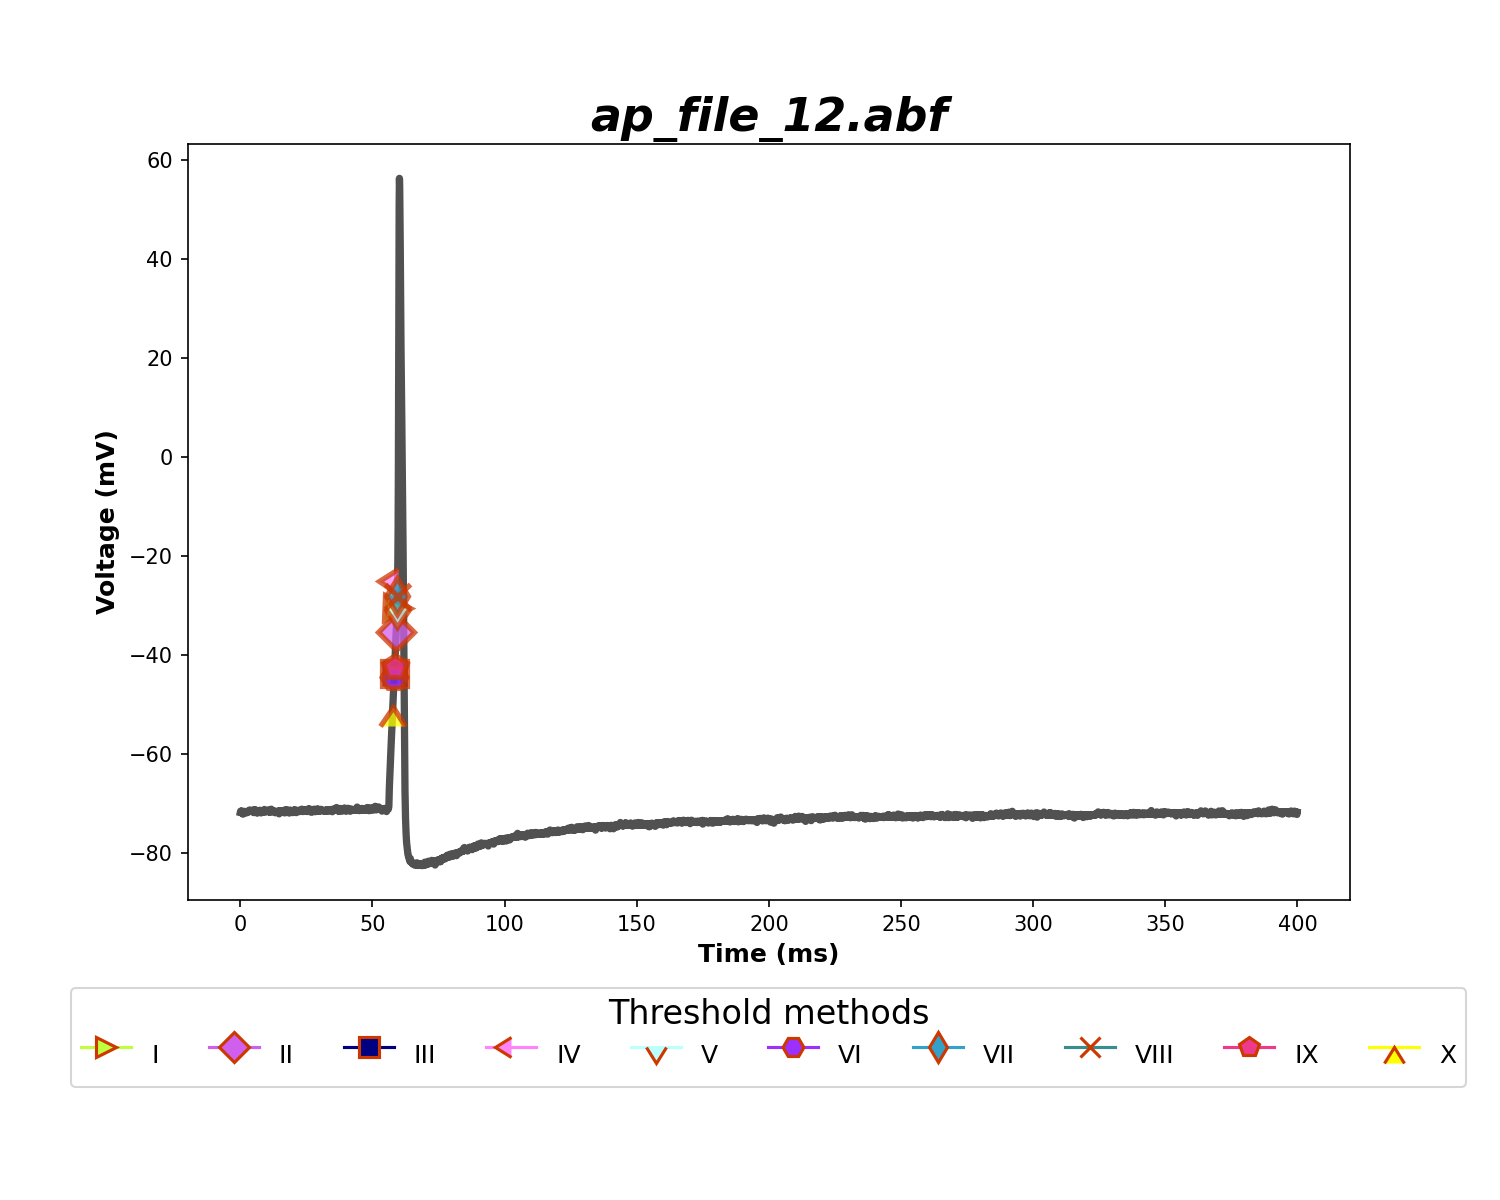 ap_file_12.abf
60
40
20
0
−20
−40
−60
−80
Voltage (mV)
0 50 100 150 200 250 300 350 400
Time (ms)
Threshold methods
I II III IV V VI VII VIII IX X